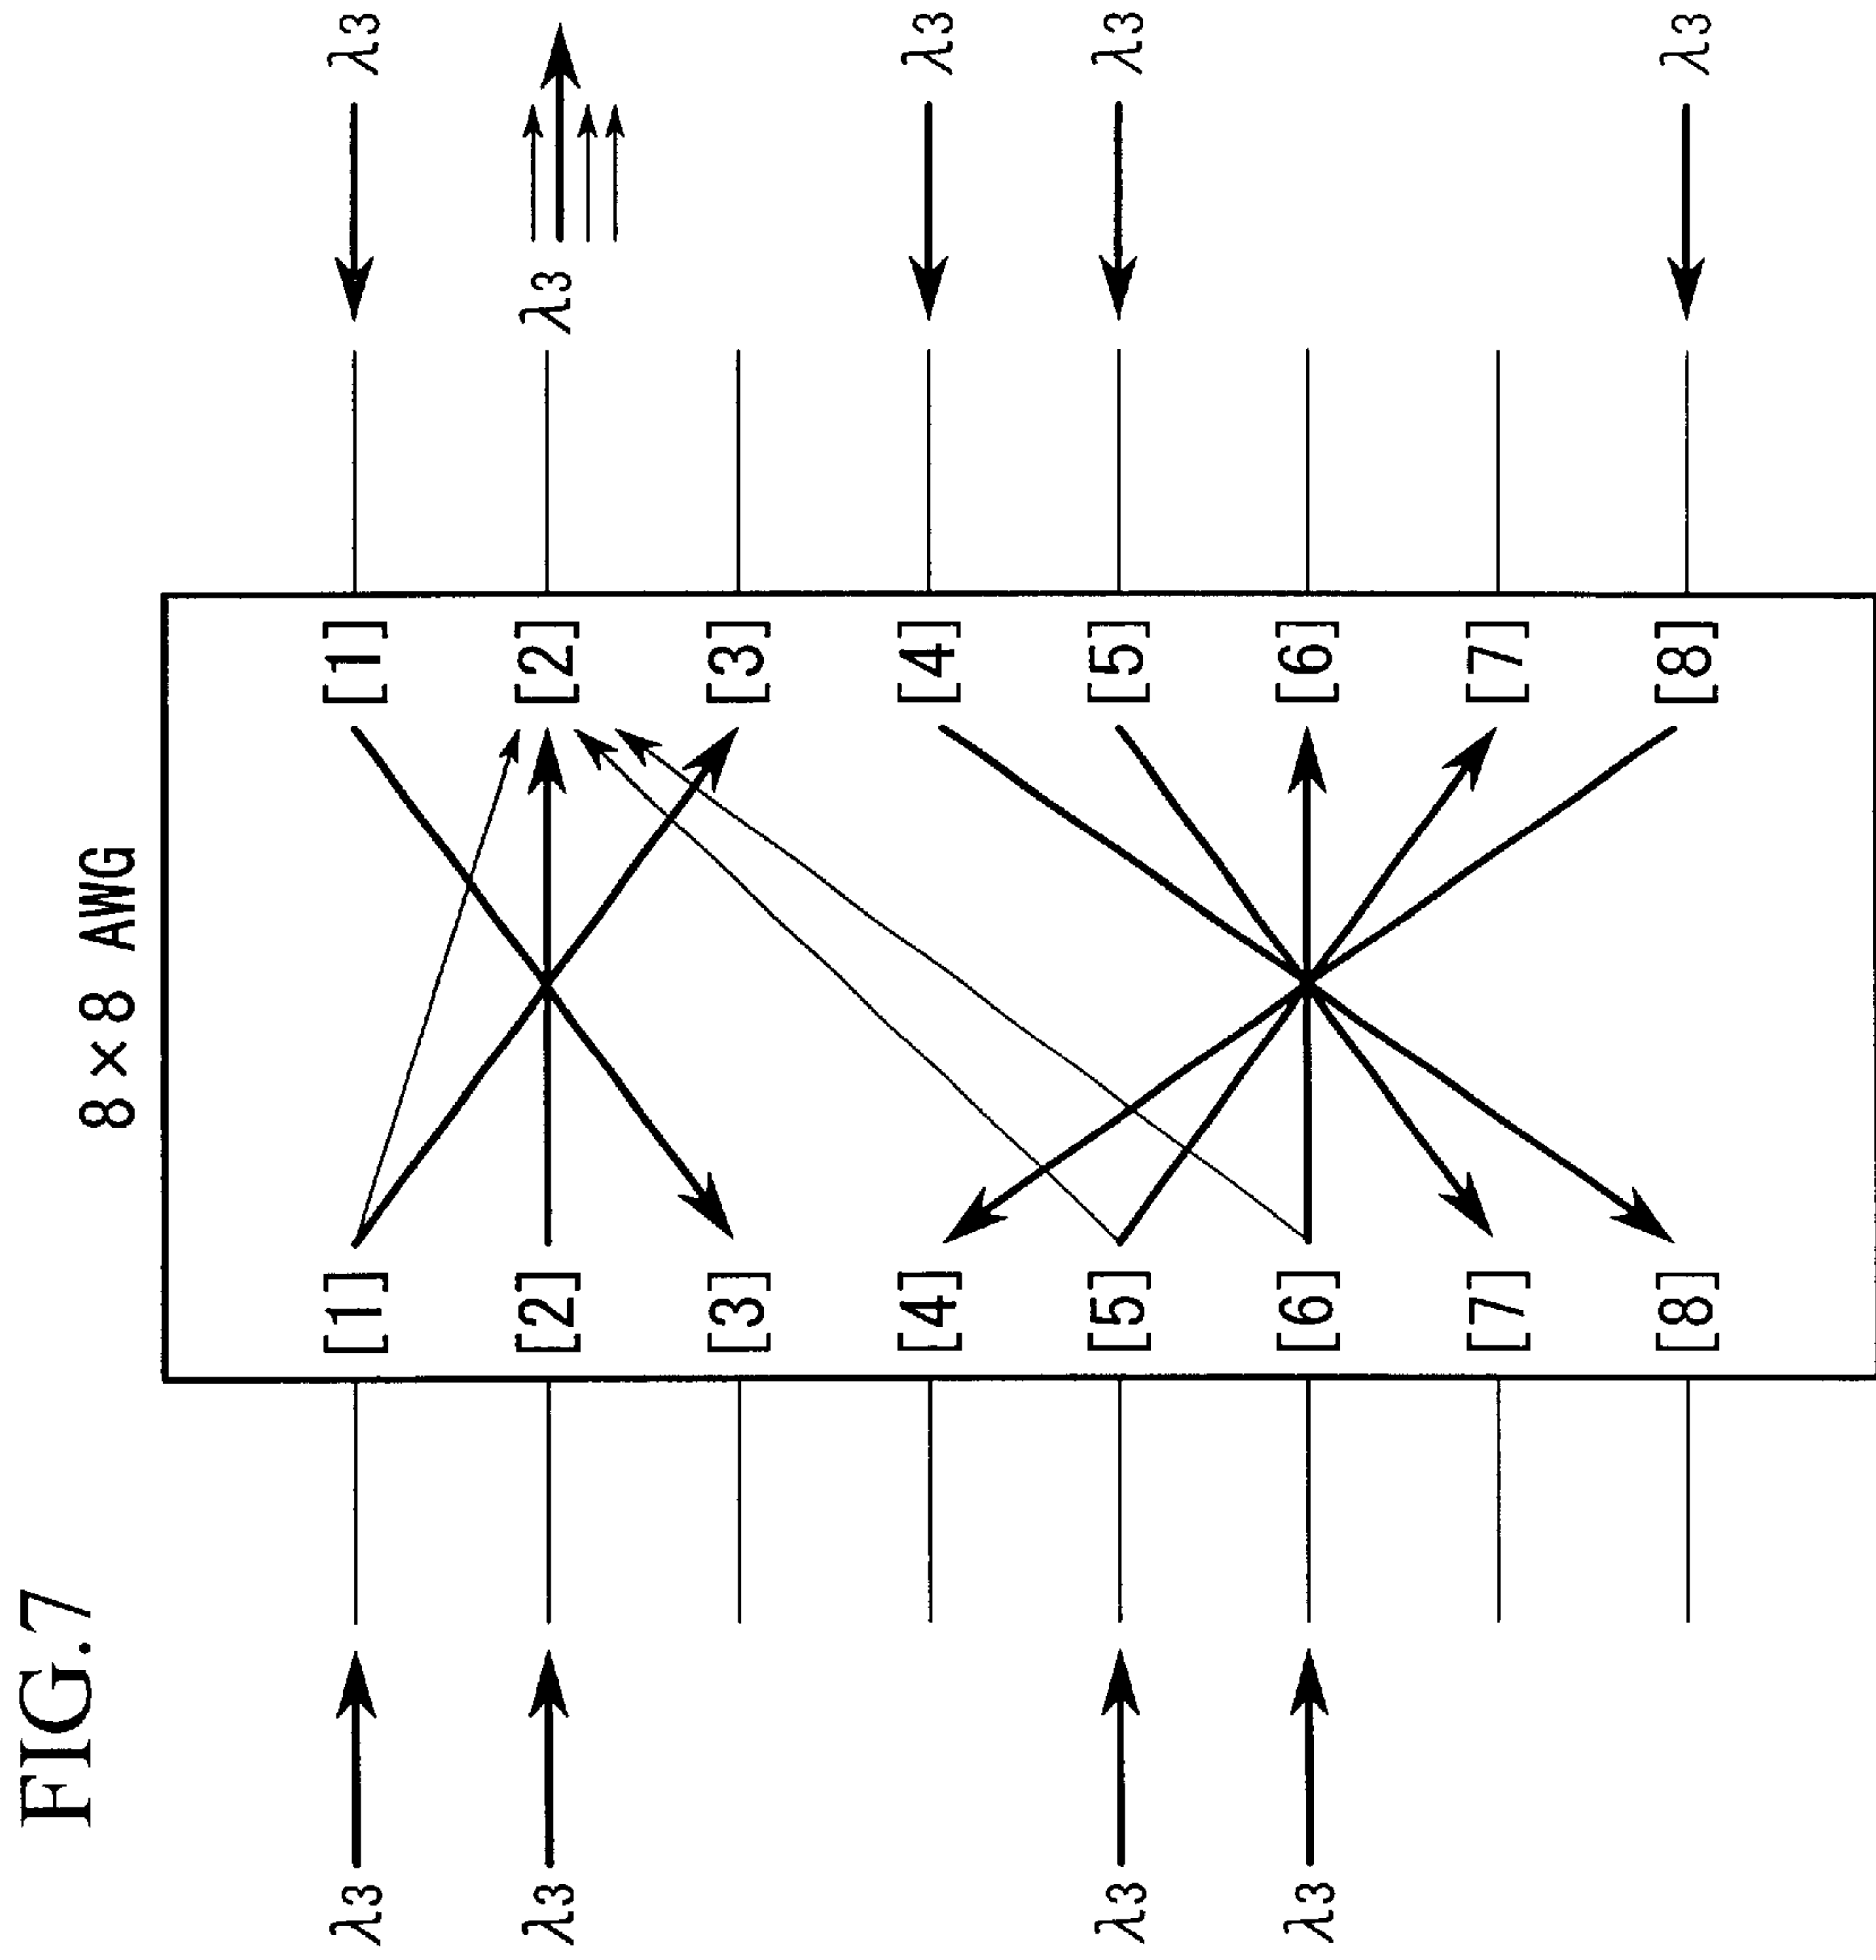 FIG.7
8×8 AWG
λ3 [1] [1] λ3
λ3 [2] [2] λ3
[3] [3]
[4] [4] λ3
λ3 [5] [5] λ3
λ3 [6] [6]
[7] [7]
[8] [8] λ3